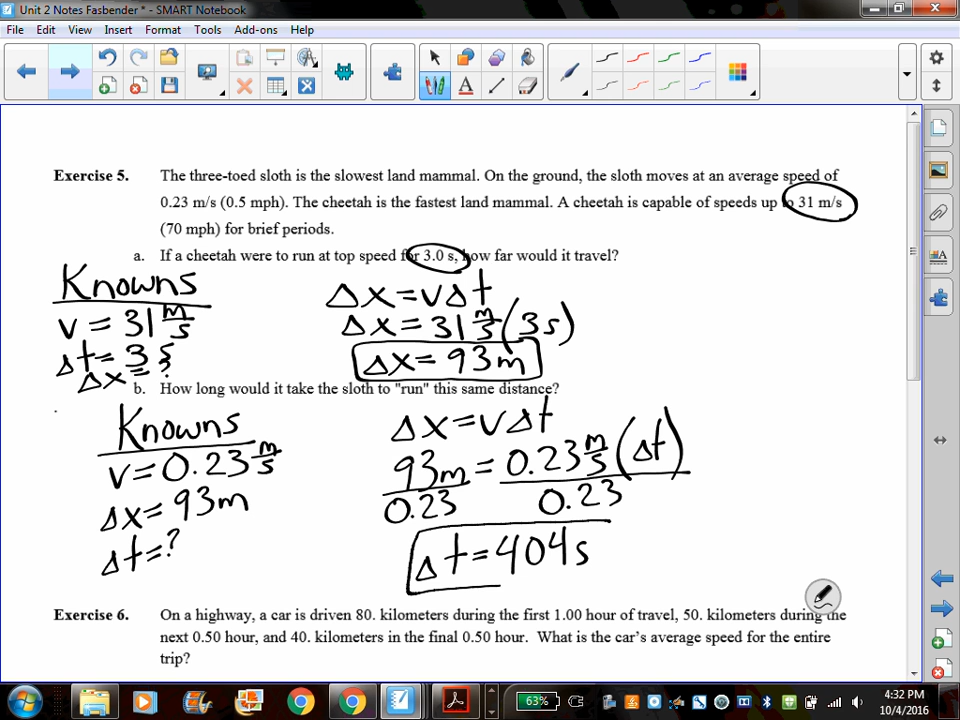 Unit 2 Notes Fasbender * - SMART Notebook
File Edit View Insert Format Tools Add-ons Help
Exercise 5. The three-toed sloth is the slowest land mammal. On the ground, the sloth moves at an average speed of
0.23 m/s (0.5 mph). The cheetah is the fastest land mammal. A cheetah is capable of speeds up to 31 m/s
(70 mph) for brief periods.
a. If a cheetah were to run at top speed for 3.0 s, how far would it travel?
Knowns
v = 31 m/s
Δt = 3 s
Δx = ?
Δx = vΔt
Δx = 31 m/s (3s)
Δx = 93m
b. How long would it take the sloth to "run" this same distance?
Knowns
v = 0.23 m/s
Δx = 93m
Δt = ?
Δx = vΔt
93m = 0.23 m/s (Δt)
0.23 0.23
Δt = 404s
Exercise 6. On a highway, a car is driven 80. kilometers during the first 1.00 hour of travel, 50. kilometers during the
next 0.50 hour, and 40. kilometers in the final 0.50 hour. What is the car's average speed for the entire
trip?
63%
4:32 PM
10/4/2016